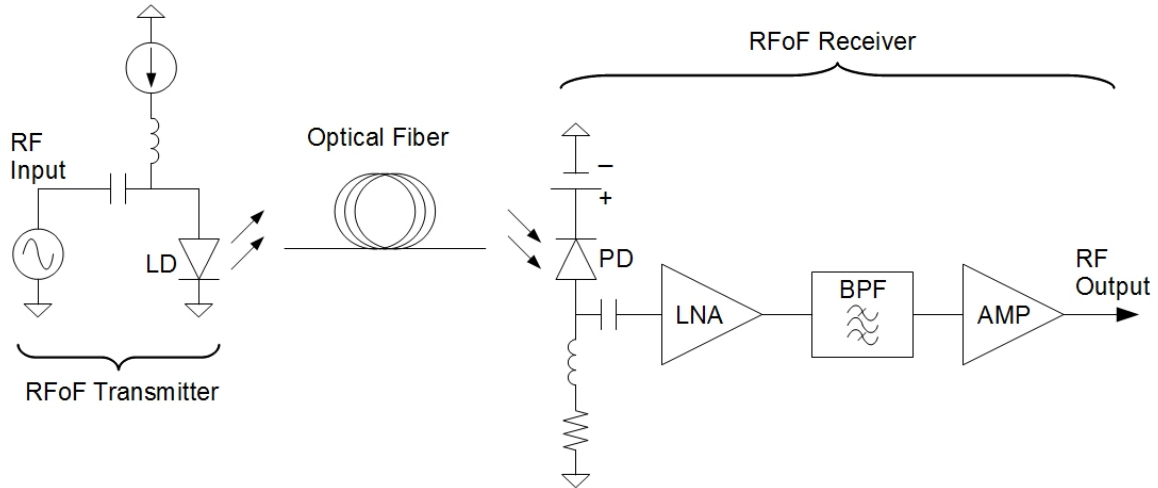 RFoF Receiver
RF
Input
Optical Fiber
–
+
LD
PD
LNA
BPF
AMP
RF
Output
RFoF Transmitter